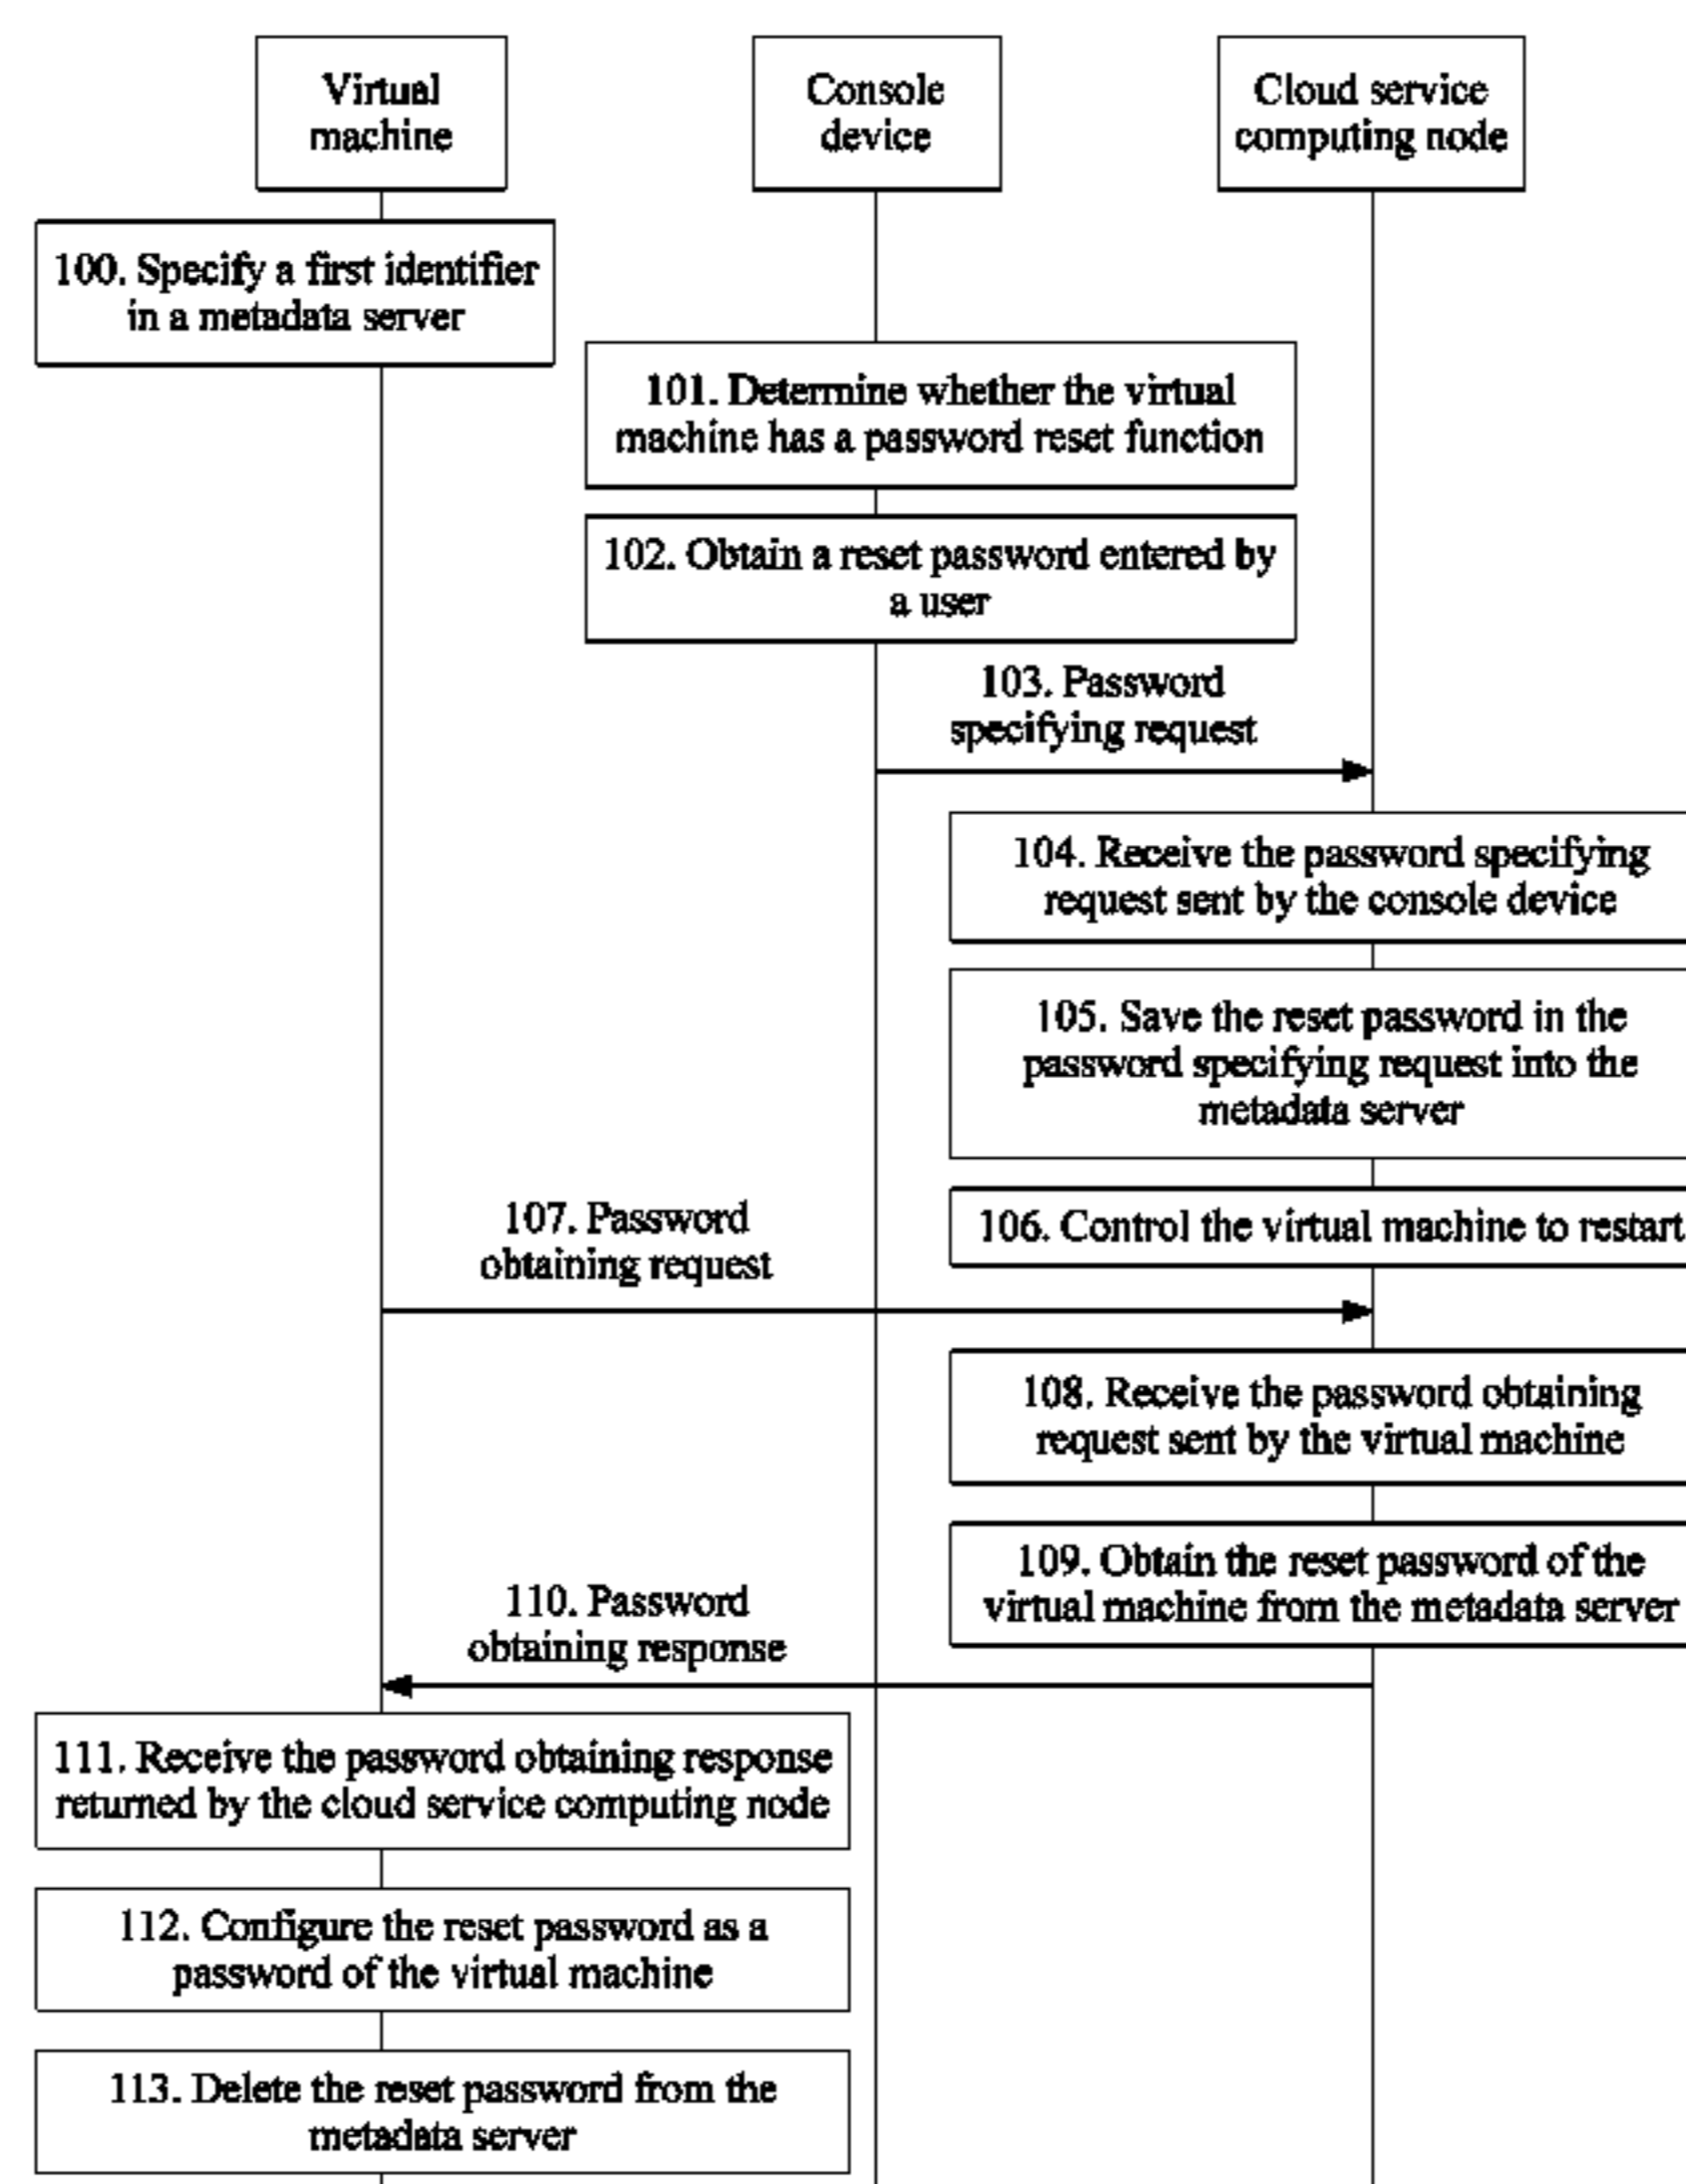 Virtual
machine
Console
device
Cloud service
computing node
100. Specify a first identifier
in a metadata server
101. Determine whether the virtual
machine has a password reset function
102. Obtain a reset password entered by
a user
103. Password
specifying request
104. Receive the password specifying
request sent by the console device
105. Save the reset password in the
password specifying request into the
metadata server
106. Control the virtual machine to restart
107. Password
obtaining request
108. Receive the password obtaining
request sent by the virtual machine
109. Obtain the reset password of the
virtual machine from the metadata server
110. Password
obtaining response
111. Receive the password obtaining response
returned by the cloud service computing node
112. Configure the reset password as a
password of the virtual machine
113. Delete the reset password from the
metadata server